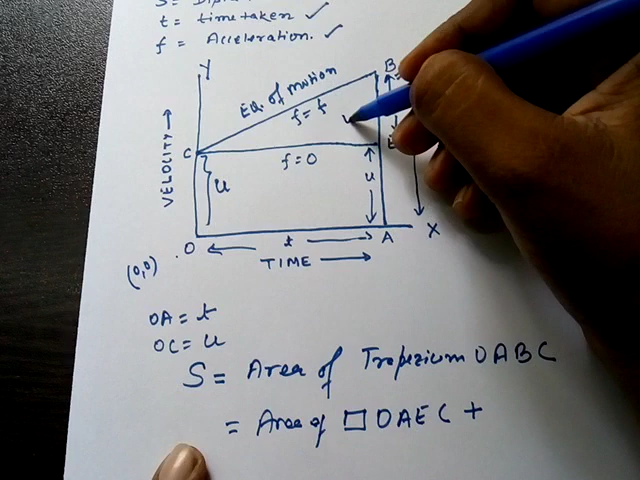 S =
t = time taken ✓
f = Acceleration. ✓
Y
B
Eq. of motion
f = t
VELOCITY →
C
E
f = 0
u
u
O
t
A
X
(0,0)
TIME →
OA = t
OC = u
S = Area of Trapezium OABC
= Area of □ OAEC +